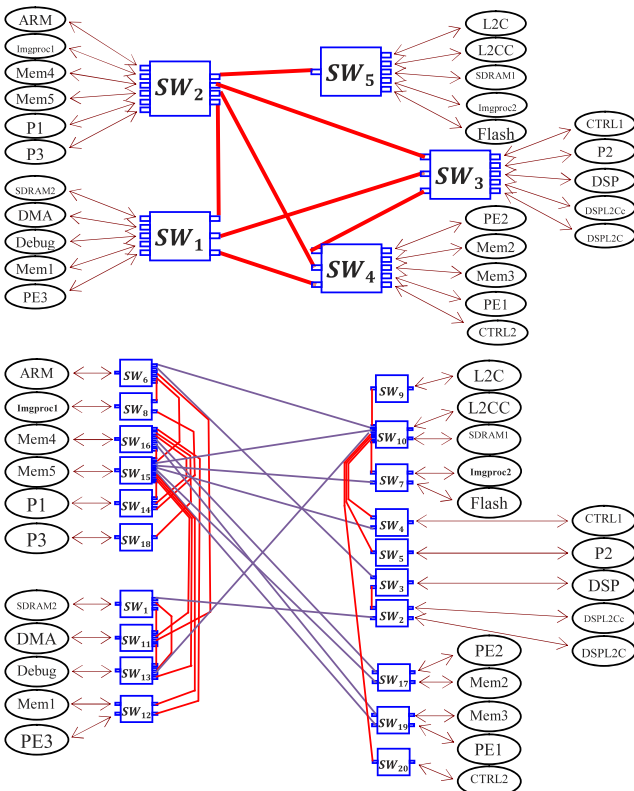 ARM
Imgproc1
Mem4
Mem5
P1
P3
SW2
SW5
L2C
L2CC
SDRAM1
Imgproc2
Flash
SW3
CTRL1
P2
DSP
DSPL2Cc
DSPL2C
SDRAM2
DMA
Debug
Mem1
PE3
SW1
SW4
PE2
Mem2
Mem3
PE1
CTRL2
ARM
Imgproc1
Mem4
Mem5
P1
P3
SW6
SW8
SW16
SW15
SW14
SW18
SDRAM2
DMA
Debug
Mem1
PE3
SW1
SW11
SW13
SW12
SW9
SW10
SW7
SW4
SW5
SW3
SW2
SW17
SW19
SW20
L2C
L2CC
SDRAM1
Imgproc2
Flash
CTRL1
P2
DSP
DSPL2Cc
DSPL2C
PE2
Mem2
Mem3
PE1
CTRL2